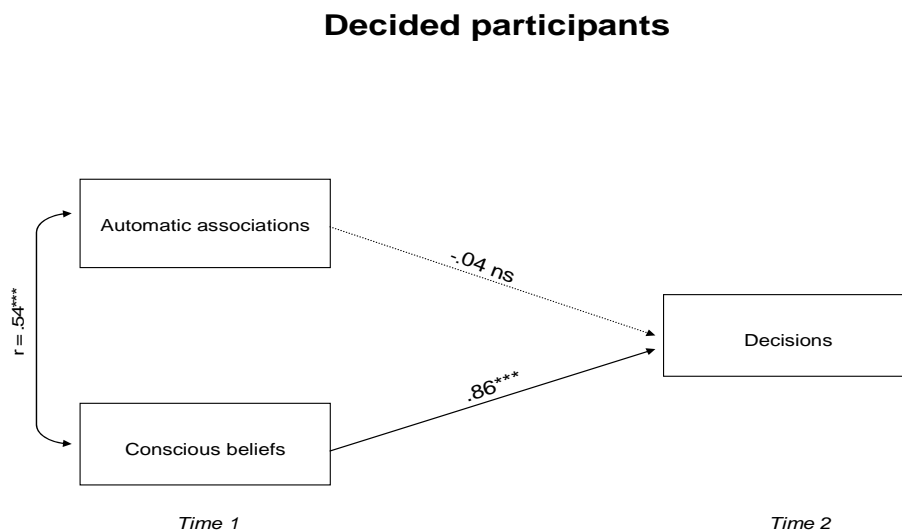 Decided participants
Automatic associations
-.04 ns
r = .54***
Decisions
.86***
Conscious beliefs
Time 1
Time 2